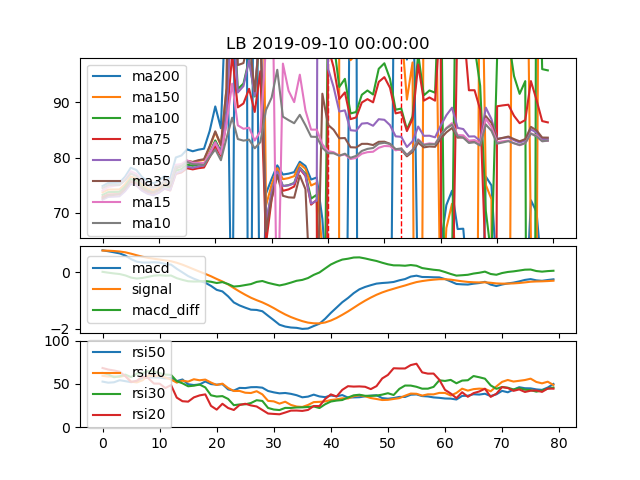 LB 2019-09-10 00:00:00
ma200
ma150
ma100
ma75
ma50
ma35
ma15
ma10
90
80
70
macd
signal
macd_diff
0
−2
rsi50
rsi40
rsi30
rsi20
100
50
0
0 10 20 30 40 50 60 70 80